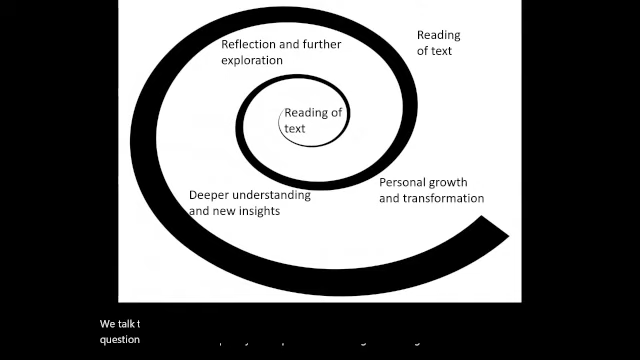 Reflection and further
exploration
Reading
of text
Reading of
text
Personal growth
and transformation
Deeper understanding
and new insights
We talk t
question